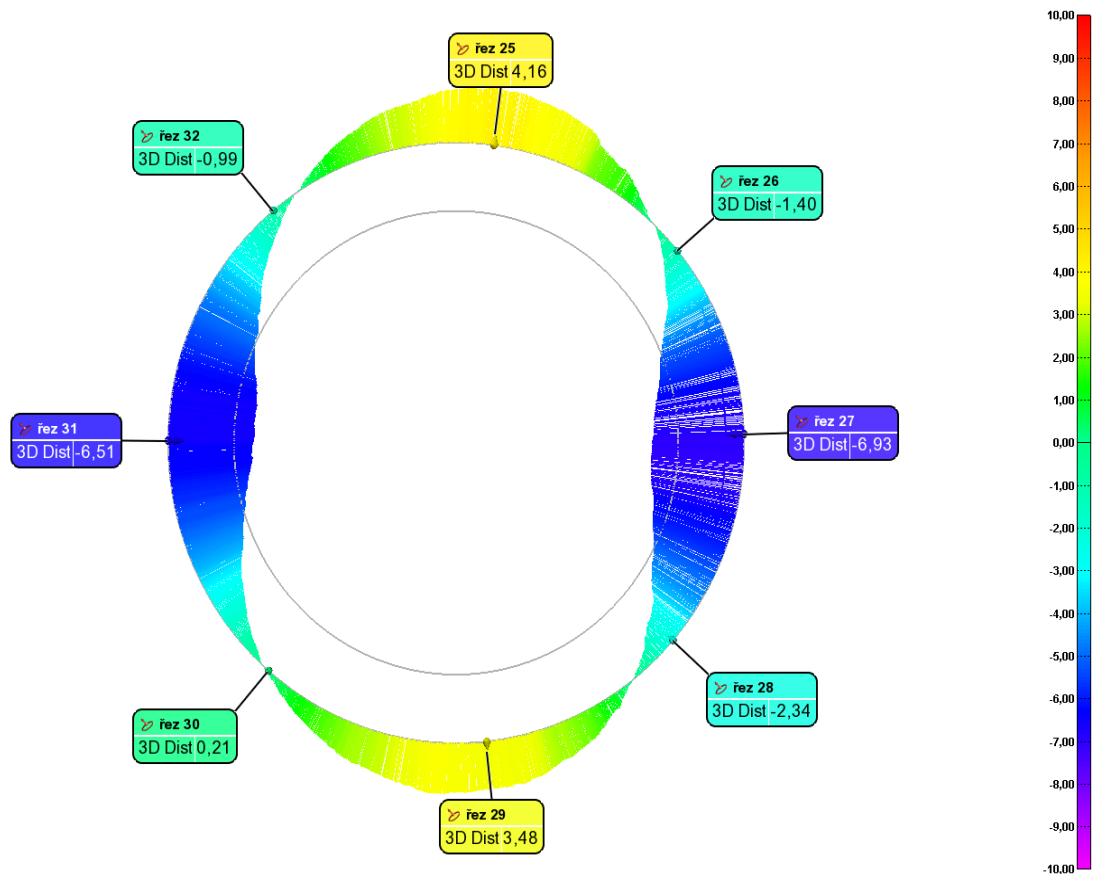 řez 25
3D Dist 4,16
řez 32
3D Dist -0,99
řez 26
3D Dist -1,40
řez 31
3D Dist -6,51
řez 27
3D Dist -6,93
řez 30
3D Dist 0,21
řez 28
3D Dist -2,34
řez 29
3D Dist 3,48
10,00
9,00
8,00
7,00
6,00
5,00
4,00
3,00
2,00
1,00
0,00
-1,00
-2,00
-3,00
-4,00
-5,00
-6,00
-7,00
-8,00
-9,00
-10,00